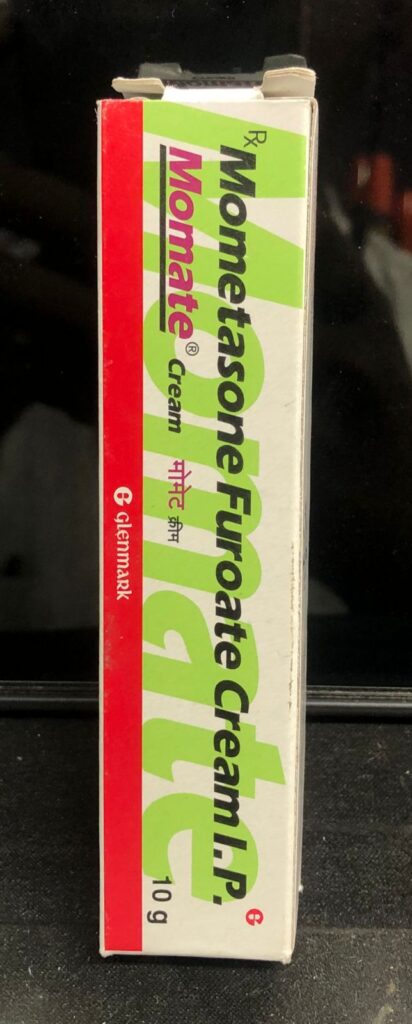 Rx Mometasone Furoate Cream I.P.
Momate® Cream मोमेट क्रीम
10 g
glenmark
Momate